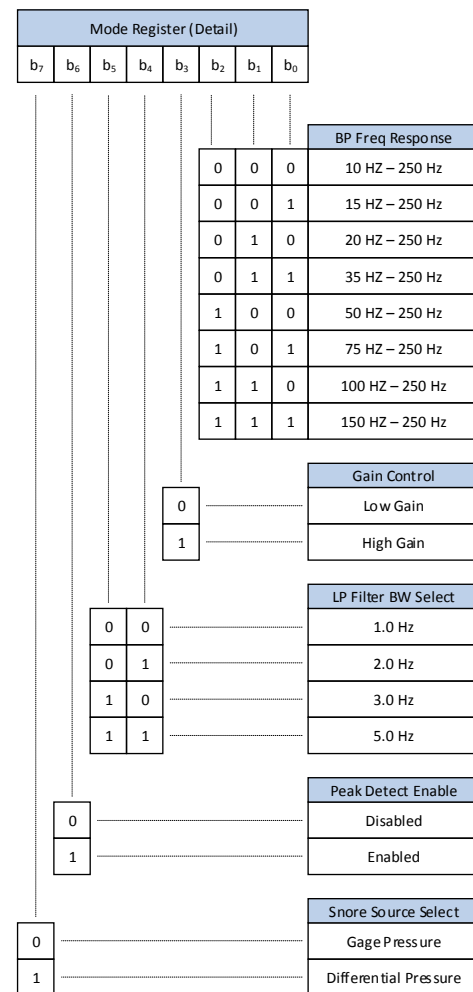 Mode Register (Detail)
b7 b6 b5 b4 b3 b2 b1 b0
BP Freq Response
0 0 0 10 HZ – 250 Hz
0 0 1 15 HZ – 250 Hz
0 1 0 20 HZ – 250 Hz
0 1 1 35 HZ – 250 Hz
1 0 0 50 HZ – 250 Hz
1 0 1 75 HZ – 250 Hz
1 1 0 100 HZ – 250 Hz
1 1 1 150 HZ – 250 Hz
Gain Control
0 Low Gain
1 High Gain
LP Filter BW Select
0 0 1.0 Hz
0 1 2.0 Hz
1 0 3.0 Hz
1 1 5.0 Hz
Peak Detect Enable
0 Disabled
1 Enabled
Snore Source Select
0 Gage Pressure
1 Differential Pressure